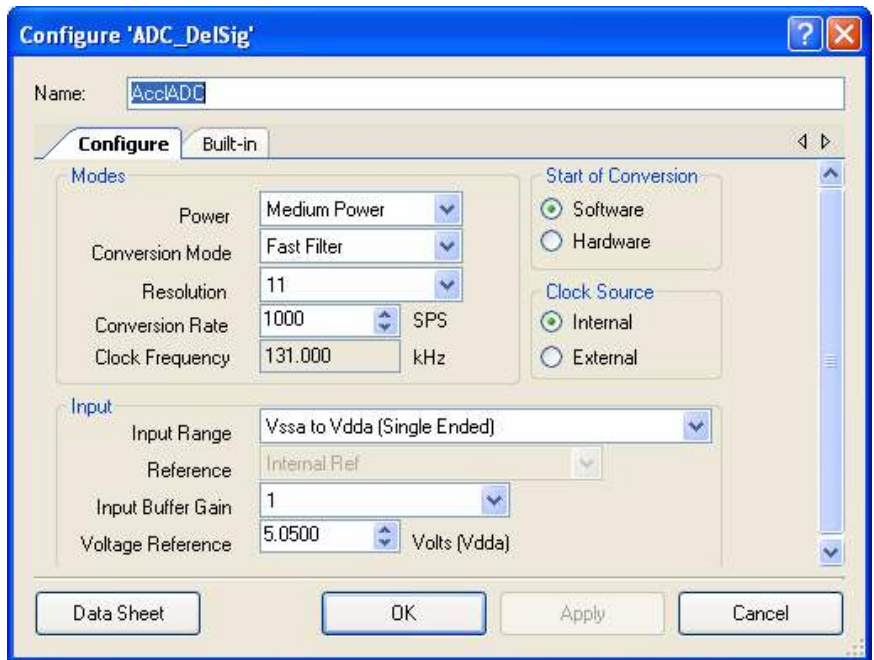 Configure 'ADC_DelSig'
Name: AcclADC
Configure Built-in
Modes
Power Medium Power
Conversion Mode Fast Filter
Resolution 11
Conversion Rate 1000 SPS
Clock Frequency 131.000 kHz
Start of Conversion
Software
Hardware
Clock Source
Internal
External
Input
Input Range Vssa to Vdda (Single Ended)
Reference Internal Ref
Input Buffer Gain 1
Voltage Reference 5.0500 Volts (Vdda)
Data Sheet OK Apply Cancel